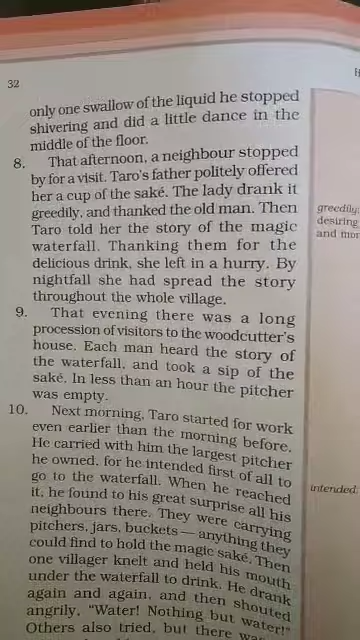 32
H
only one swallow of the liquid he stopped
shivering and did a little dance in the
middle of the floor.
8. That afternoon, a neighbour stopped
by for a visit. Taro's father politely offered
her a cup of the saké. The lady drank it
greedily, and thanked the old man. Then
Taro told her the story of the magic
waterfall. Thanking them for the
delicious drink, she left in a hurry. By
nightfall she had spread the story
throughout the whole village.
9. That evening there was a long
procession of visitors to the woodcutter's
house. Each man heard the story of
the waterfall, and took a sip of the
saké. In less than an hour the pitcher
was empty.
10. Next morning, Taro started for work
even earlier than the morning before.
He carried with him the largest pitcher
he owned, for he intended first of all to
go to the waterfall. When he reached
it, he found to his great surprise all his
neighbours there. They were carrying
pitchers, jars, buckets — anything they
could find to hold the magic saké. Then
one villager knelt and held his mouth
under the waterfall to drink. He drank
again and again, and then shouted
angrily, "Water! Nothing but water!"
Others also tried, but there was
greedily:
desiring
and mor
intended: